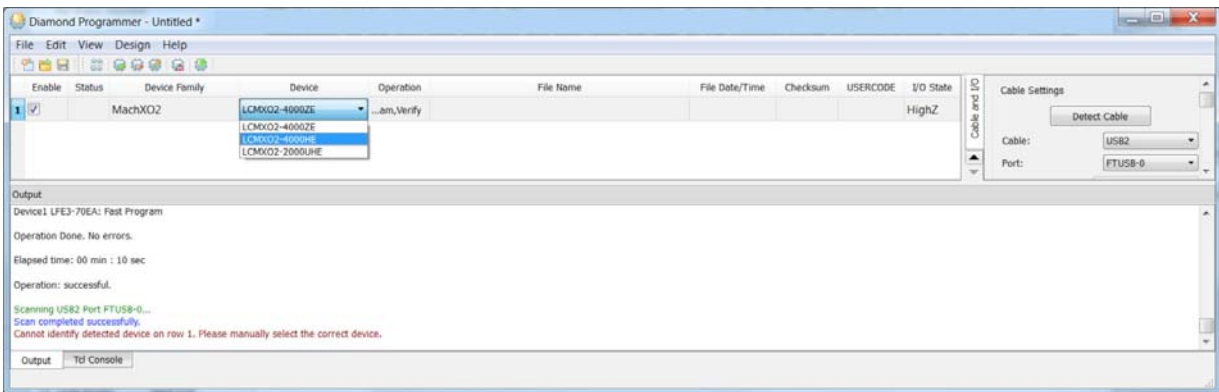 Diamond Programmer - Untitled *
File Edit View Design Help
Enable Status Device Family Device Operation File Name File Date/Time Checksum USERCODE I/O State
1 MachXO2 LCMXO2-4000ZE ...am,Verify HighZ
LCMXO2-4000ZE
LCMXO2-4000HE
LCMXO2-2000UHE
Cable and I/O
Cable Settings
Detect Cable
Cable: USB2
Port: FTUSB-0
Output
Device1 LFE3-70EA: Fast Program
Operation Done. No errors.
Elapsed time: 00 min : 10 sec
Operation: successful.
Scanning USB2 Port FTUSB-0...
Scan completed successfully.
Cannot identify detected device on row 1. Please manually select the correct device.
Output Tcl Console